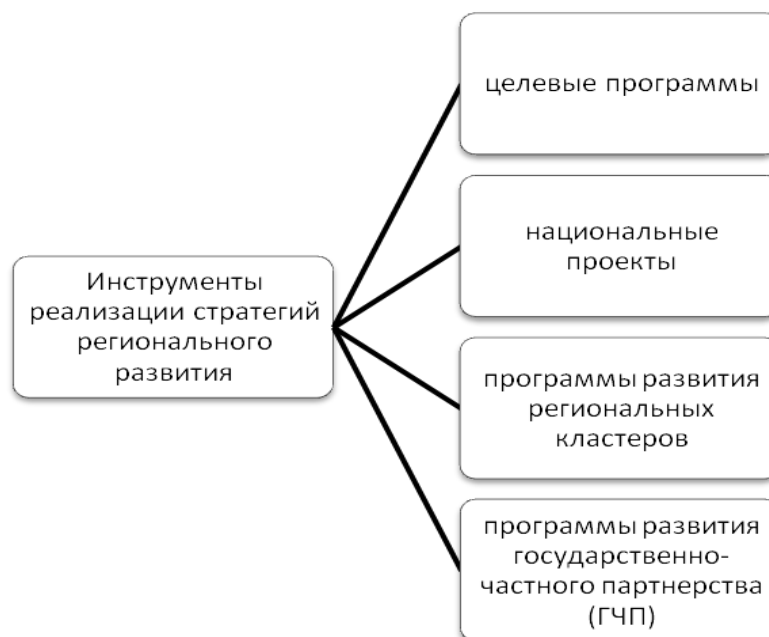 Инструменты
реализации стратегий
регионального
развития
целевые программы
национальные
проекты
программы развития
региональных
кластеров
программы развития
государственно-
частного партнерства
(ГЧП)